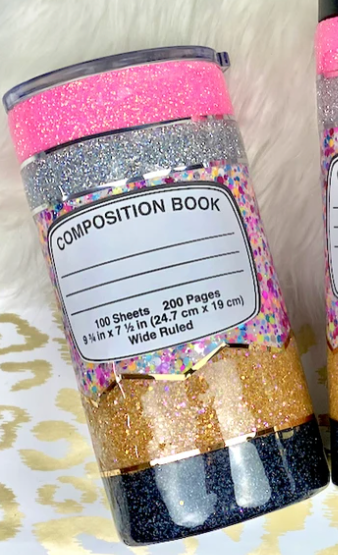 COMPOSITION BOOK
100 Sheets 200 Pages
9 ¾ in x 7 ½ in (24.7 cm x 19 cm)
Wide Ruled